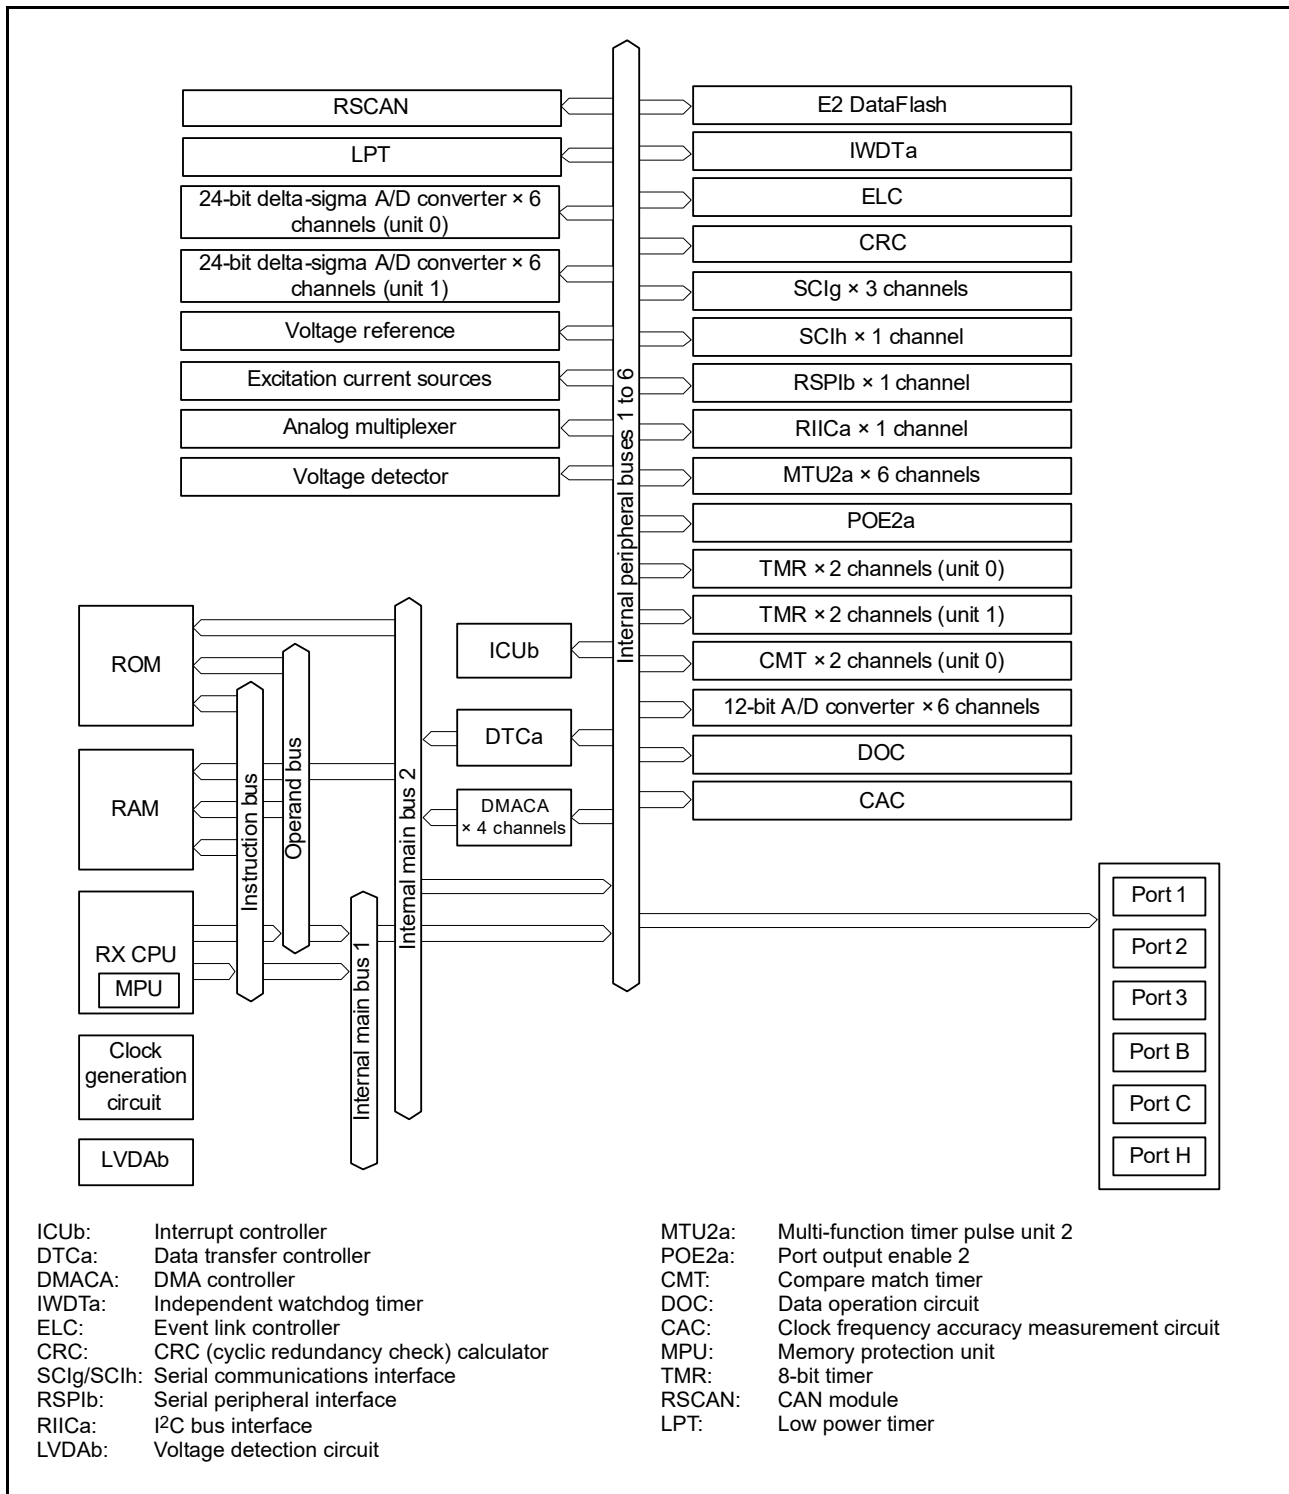 RSCAN
LPT
24-bit delta-sigma A/D converter × 6
channels (unit 0)
24-bit delta-sigma A/D converter × 6
channels (unit 1)
Voltage reference
Excitation current sources
Analog multiplexer
Voltage detector
Internal peripheral buses 1 to 6
E2 DataFlash
IWDTa
ELC
CRC
SCIg × 3 channels
SCIh × 1 channel
RSPIb × 1 channel
RIICa × 1 channel
MTU2a × 6 channels
POE2a
TMR × 2 channels (unit 0)
TMR × 2 channels (unit 1)
CMT × 2 channels (unit 0)
12-bit A/D converter × 6 channels
DOC
CAC
ROM
RAM
RX CPU
MPU
Clock
generation
circuit
LVDAb
Instruction bus
Operand bus
Internal main bus 1
Internal main bus 2
ICUb
DTCa
DMACA
× 4 channels
Port 1
Port 2
Port 3
Port B
Port C
Port H
ICUb: Interrupt controller
DTCa: Data transfer controller
DMACA: DMA controller
IWDTa: Independent watchdog timer
ELC: Event link controller
CRC: CRC (cyclic redundancy check) calculator
SCIg/SCIh: Serial communications interface
RSPIb: Serial peripheral interface
RIICa: I2C bus interface
LVDAb: Voltage detection circuit
MTU2a: Multi-function timer pulse unit 2
POE2a: Port output enable 2
CMT: Compare match timer
DOC: Data operation circuit
CAC: Clock frequency accuracy measurement circuit
MPU: Memory protection unit
TMR: 8-bit timer
RSCAN: CAN module
LPT: Low power timer